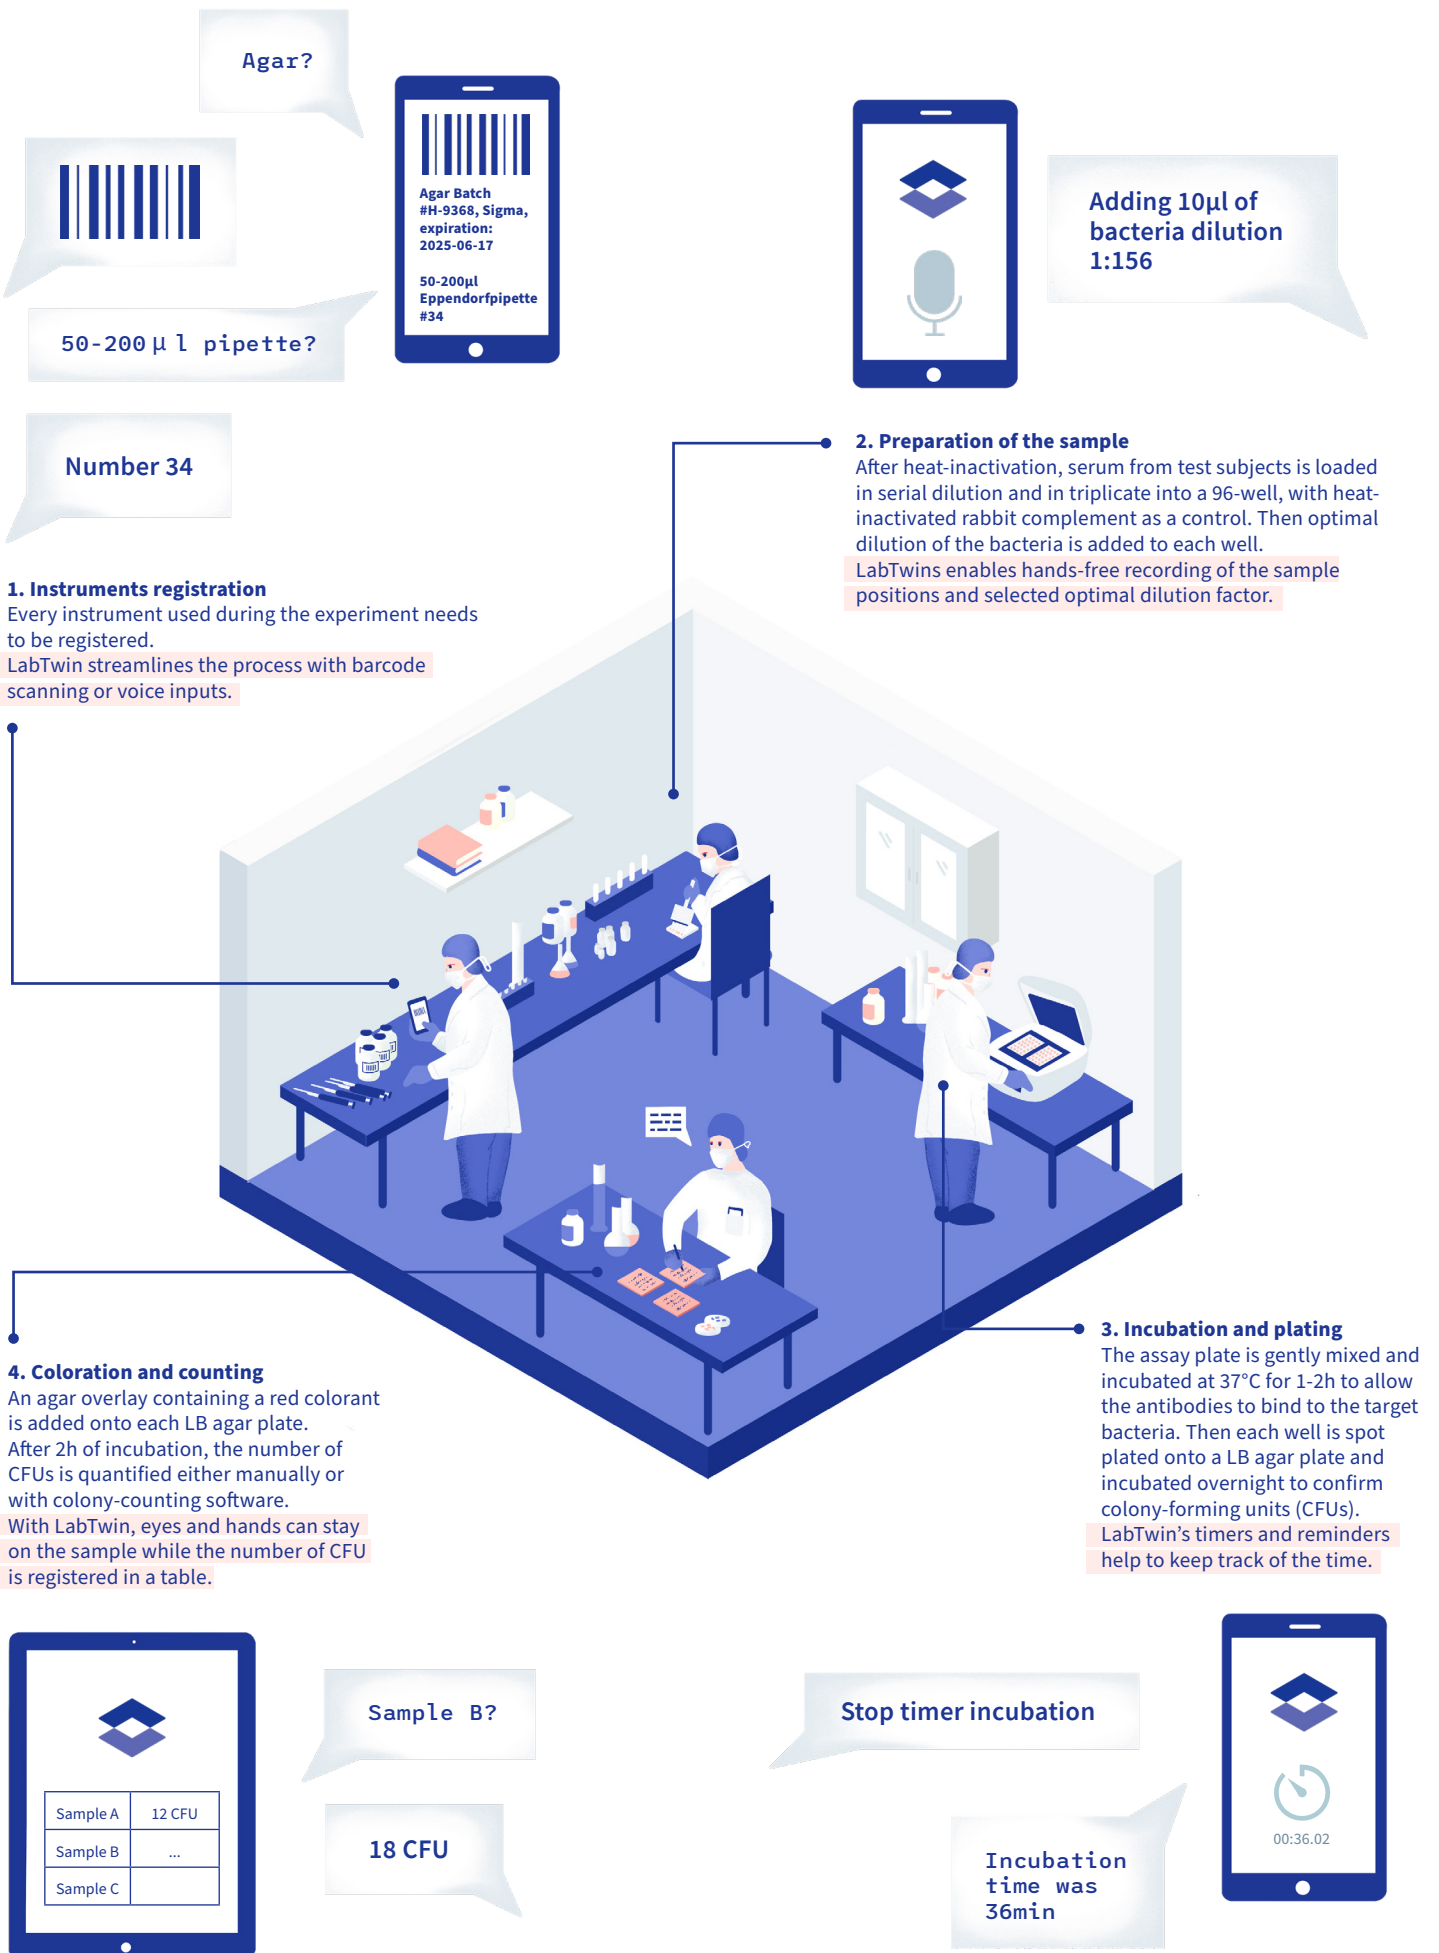 Agar?
Agar Batch
#H-9368, Sigma,
expiration:
2025-06-17
50-200µl
Eppendorfpipette
#34
50-200µl pipette?
Number 34
Adding 10µl of
bacteria dilution
1:156
1. Instruments registration
Every instrument used during the experiment needs
to be registered.
LabTwin streamlines the process with barcode
scanning or voice inputs.
2. Preparation of the sample
After heat-inactivation, serum from test subjects is loaded
in serial dilution and in triplicate into a 96-well, with heat-
inactivated rabbit complement as a control. Then optimal
dilution of the bacteria is added to each well.
LabTwins enables hands-free recording of the sample
positions and selected optimal dilution factor.
3. Incubation and plating
The assay plate is gently mixed and
incubated at 37°C for 1-2h to allow
the antibodies to bind to the target
bacteria. Then each well is spot
plated onto a LB agar plate and
incubated overnight to confirm
colony-forming units (CFUs).
LabTwin’s timers and reminders
help to keep track of the time.
4. Coloration and counting
An agar overlay containing a red colorant
is added onto each LB agar plate.
After 2h of incubation, the number of
CFUs is quantified either manually or
with colony-counting software.
With LabTwin, eyes and hands can stay
on the sample while the number of CFU
is registered in a table.
Sample A 12 CFU
Sample B ...
Sample C
Sample B?
18 CFU
Stop timer incubation
Incubation
time was
36min
00:36.02